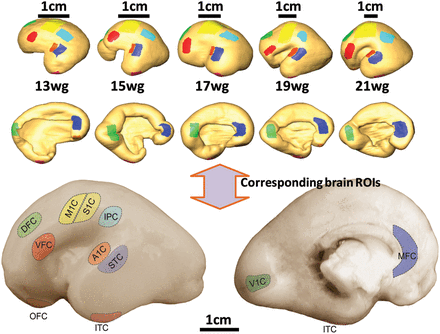 1cm 1cm 1cm 1cm 1cm
13wg 15wg 17wg 19wg 21wg
Corresponding brain ROIs
M1C S1C
DFC IPC
VFC
A1C
STC
MFC
V1C
OFC ITC
1cm
ITC